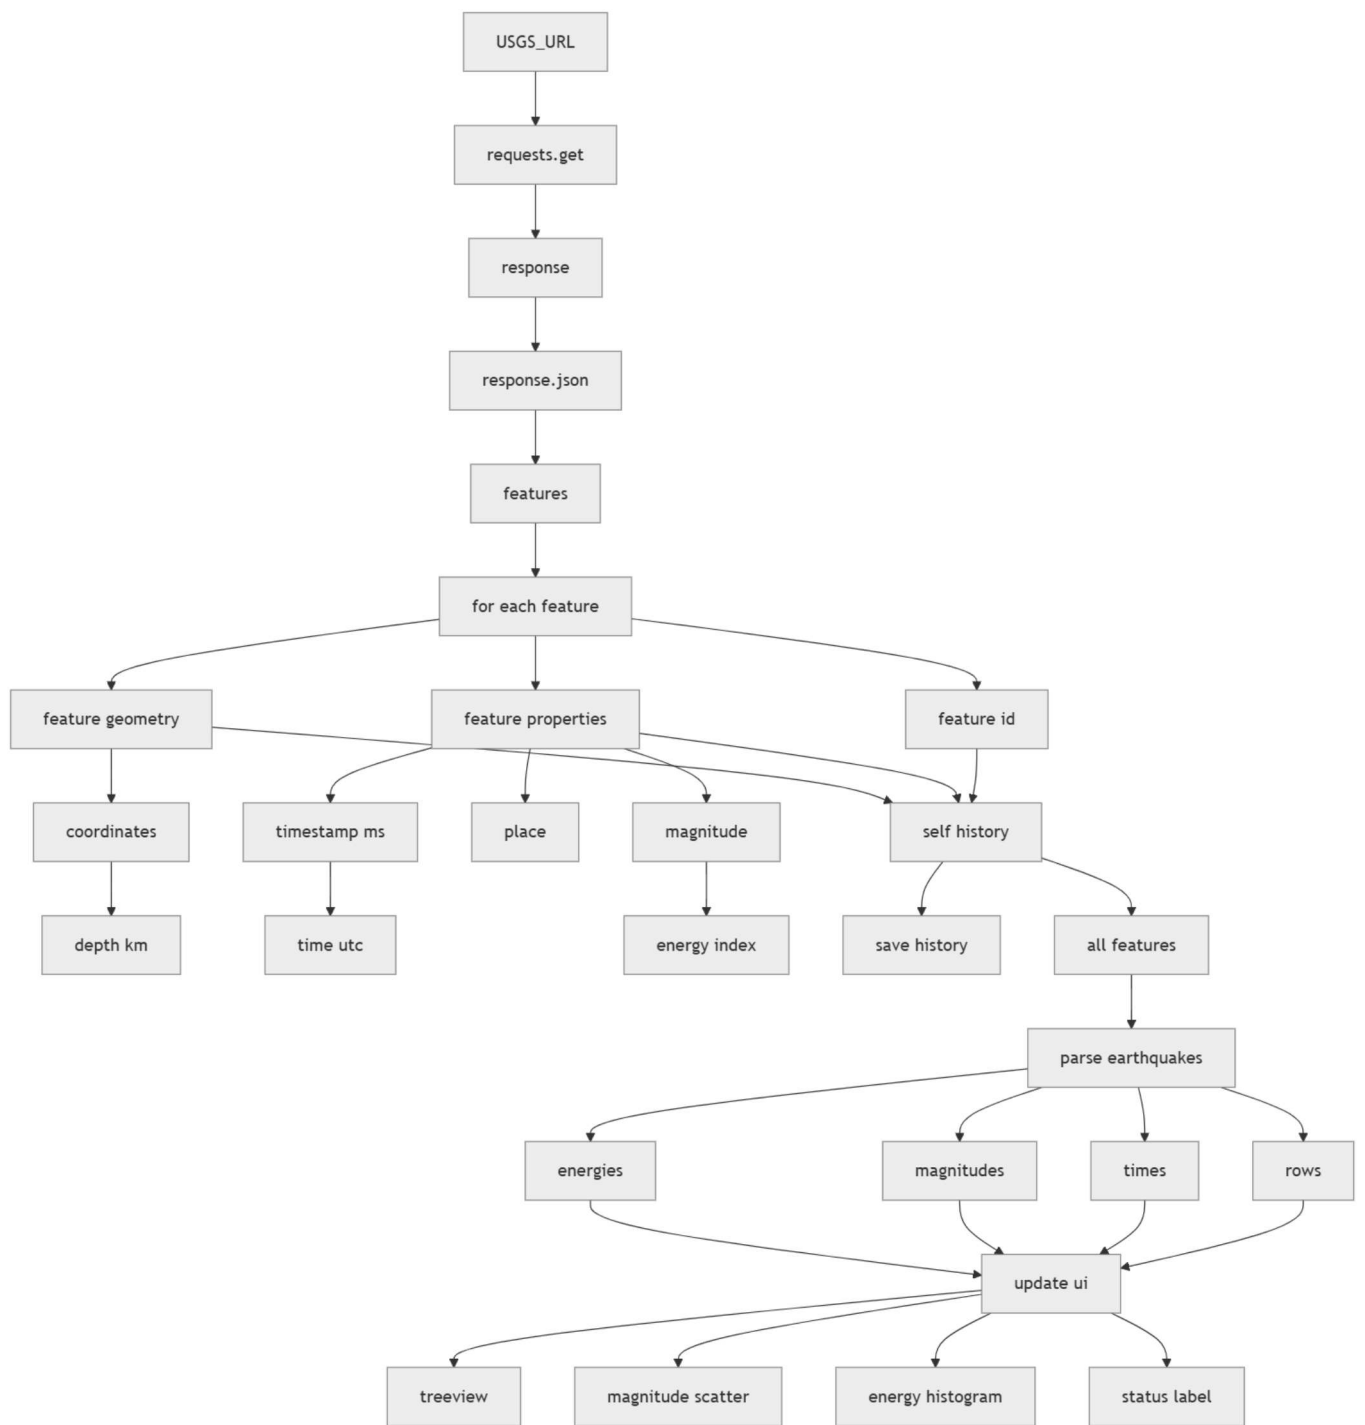 USGS_URL
requests.get
response
response.json
features
for each feature
feature geometry
feature properties
feature id
coordinates
timestamp ms
place
magnitude
self history
depth km
time utc
energy index
save history
all features
parse earthquakes
energies
magnitudes
times
rows
update ui
treeview
magnitude scatter
energy histogram
status label